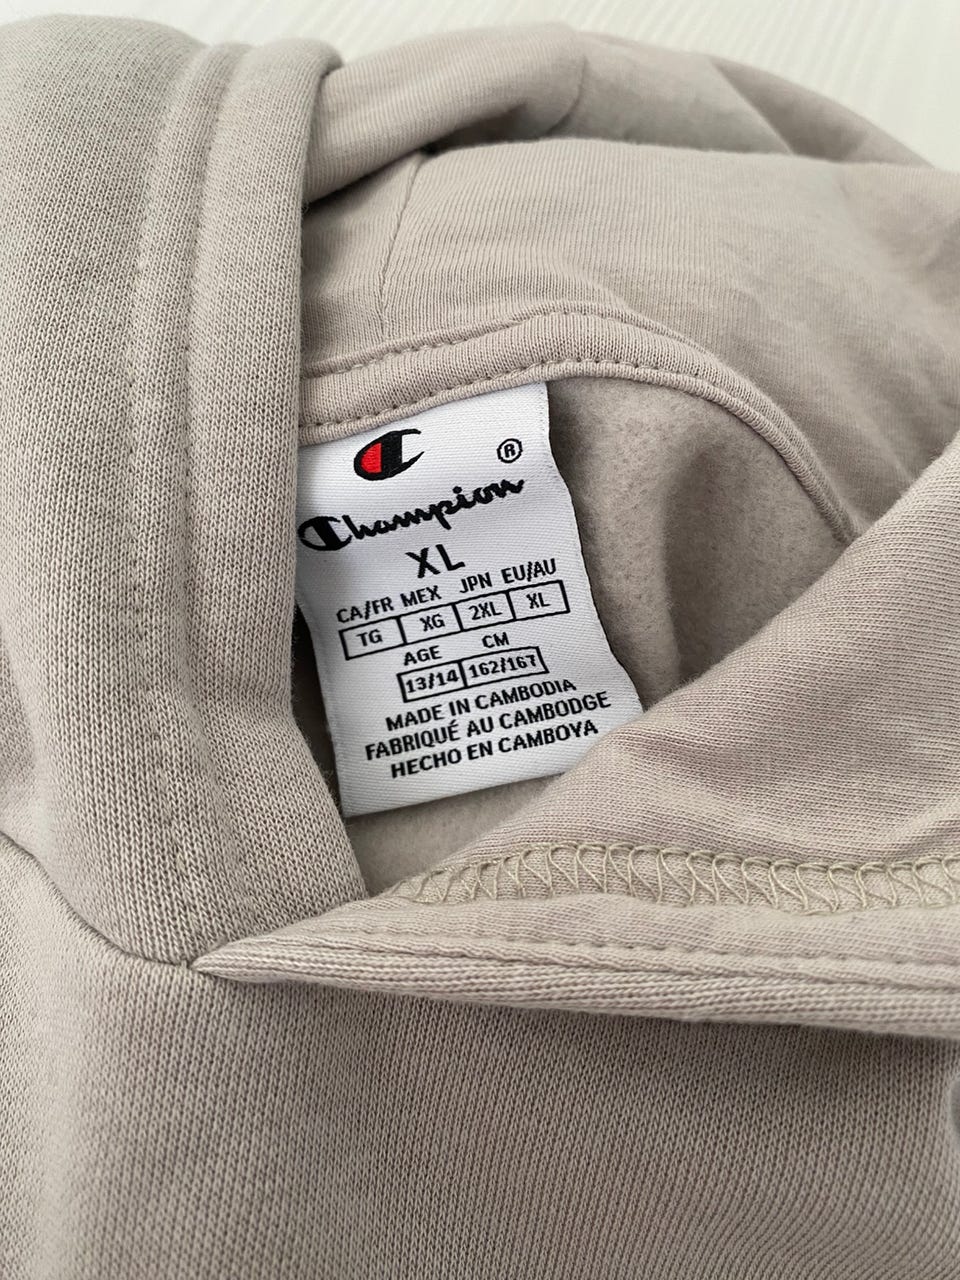 ®
Champion
XL
CA/FR MEX JPN EU/AU
TG XG 2XL XL
AGE CM
13/14 162/167
MADE IN CAMBODIA
FABRIQUÉ AU CAMBODGE
HECHO EN CAMBOYA